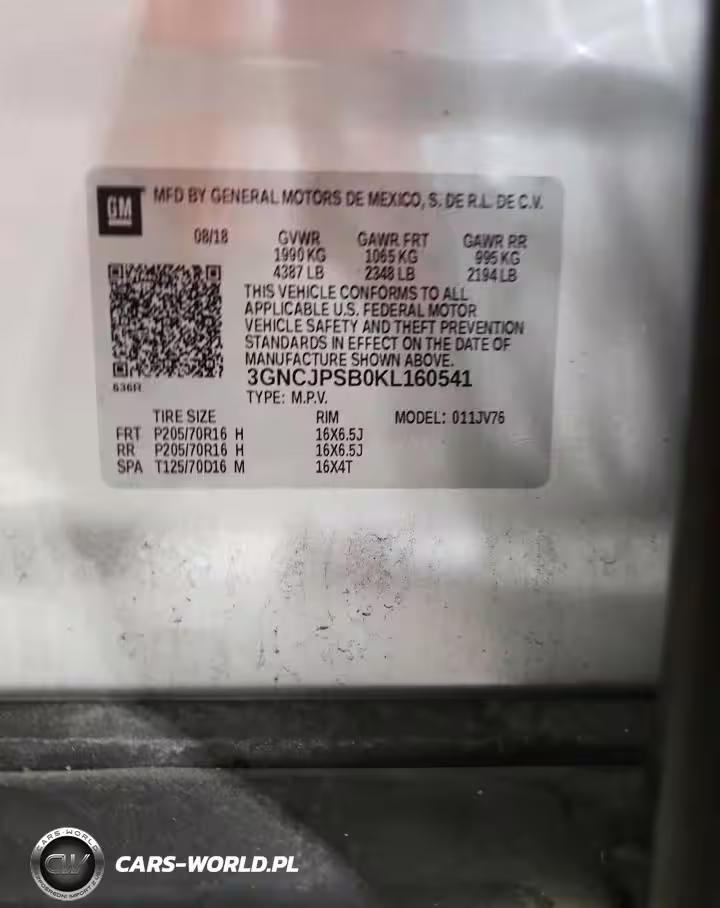 GM
MFD BY GENERAL MOTORS DE MEXICO, S. DE R.L. DE C.V.
08/18 GVWR GAWR FRT GAWR RR
1990 KG 1065 KG 995 KG
4387 LB 2348 LB 2194 LB
THIS VEHICLE CONFORMS TO ALL
APPLICABLE U.S. FEDERAL MOTOR
VEHICLE SAFETY AND THEFT PREVENTION
STANDARDS IN EFFECT ON THE DATE OF
MANUFACTURE SHOWN ABOVE.
636R
3GNCJPSB0KL160541
TYPE: M.P.V.
TIRE SIZE RIM MODEL: 011JV76
FRT P205/70R16 H 16X6.5J
RR P205/70R16 H 16X6.5J
SPA T125/70D16 M 16X4T
CARS-WORLD
CW
CARS-WORLD.PL